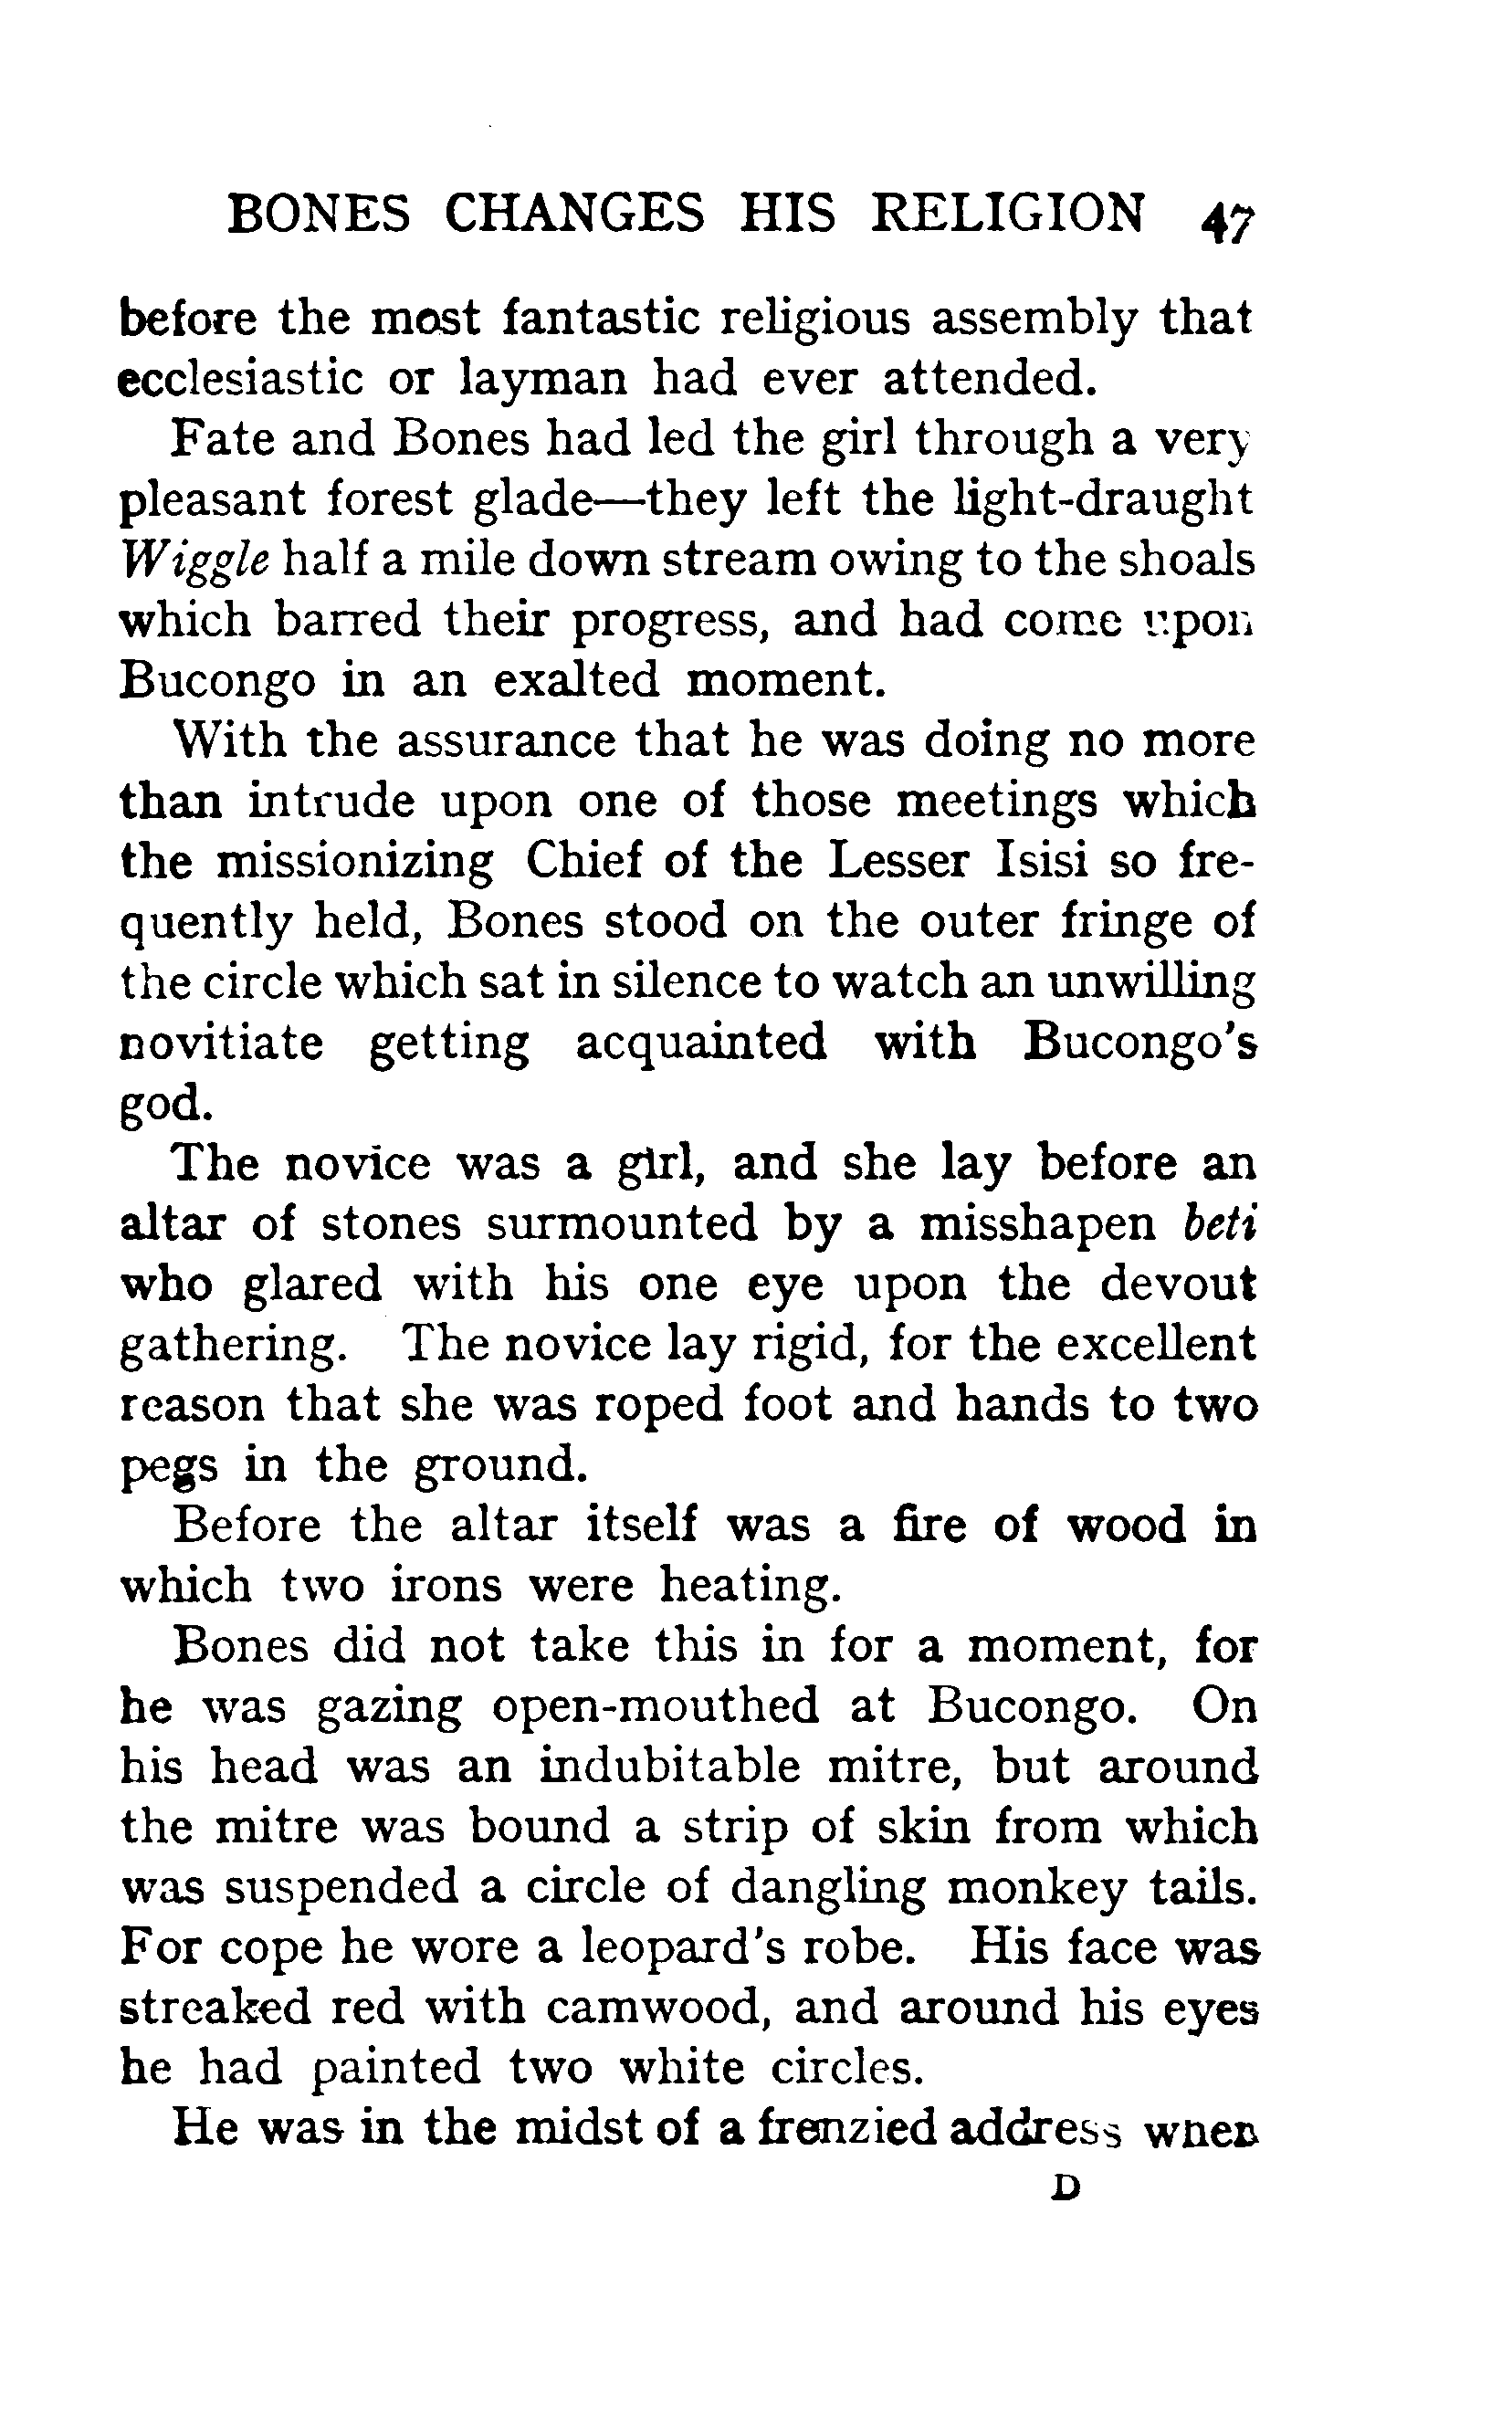 BONES CHANGES HIS RELIGION 47
before the most fantastic religious assembly that
ecclesiastic or layman had ever attended.
Fate and Bones had led the girl through a very
pleasant forest glade—they left the light-draught
Wiggle half a mile down stream owing to the shoals
which barred their progress, and had come upon
Bucongo in an exalted moment.
With the assurance that he was doing no more
than intrude upon one of those meetings which
the missionizing Chief of the Lesser Isisi so fre-
quently held, Bones stood on the outer fringe of
the circle which sat in silence to watch an unwilling
novitiate getting acquainted with Bucongo's
god.
The novice was a girl, and she lay before an
altar of stones surmounted by a misshapen beti
who glared with his one eye upon the devout
gathering. The novice lay rigid, for the excellent
reason that she was roped foot and hands to two
pegs in the ground.
Before the altar itself was a fire of wood in
which two irons were heating.
Bones did not take this in for a moment, for
he was gazing open-mouthed at Bucongo. On
his head was an indubitable mitre, but around
the mitre was bound a strip of skin from which
was suspended a circle of dangling monkey tails.
For cope he wore a leopard's robe. His face was
streaked red with camwood, and around his eyes
he had painted two white circles.
He was in the midst of a frenzied address when
D